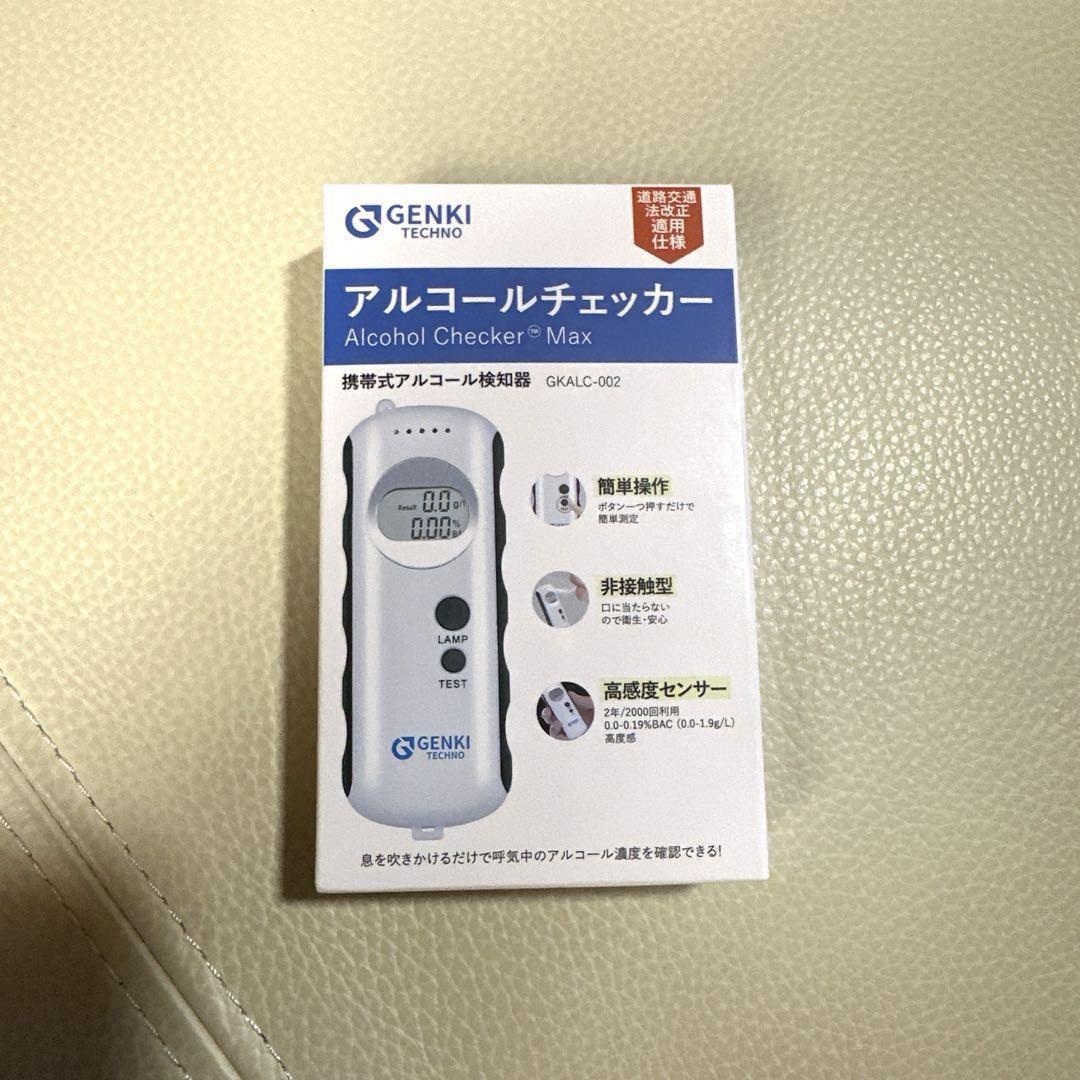 GENKI
TECHNO
道路交通
法改正
適用
仕様
アルコールチェッカー
Alcohol Checker™ Max
携帯式アルコール検知器 GKALC-002
Result 0.0 g/l
0.00 %
LAMP
TEST
GENKI
TECHNO
簡単操作
ボタン一つ押すだけで
簡単測定
非接触型
口に当たらない
ので衛生・安心
高感度センサー
2年/2000回利用
0.0-0.19%BAC (0.0-1.9g/L)
高度感
息を吹きかけるだけで呼気中のアルコール濃度を確認できる!